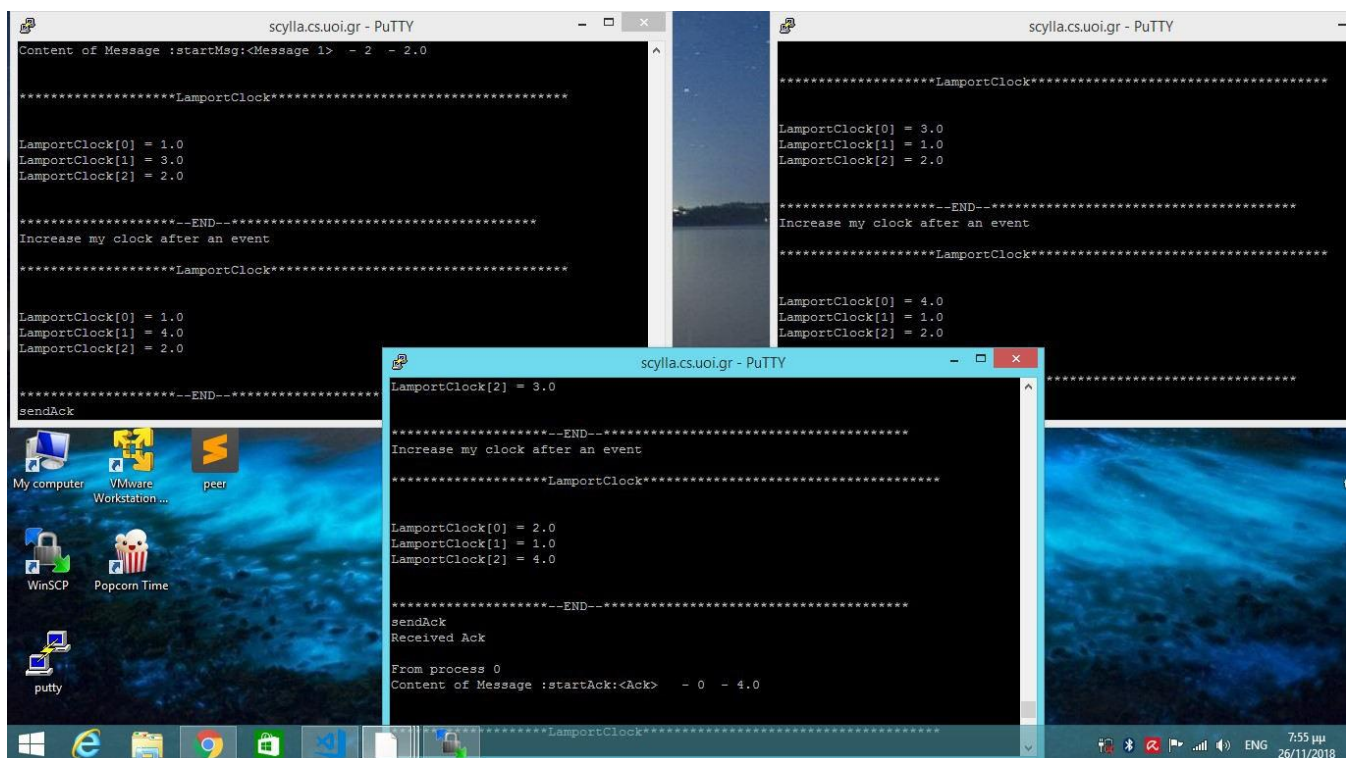 scylla.cs.uoi.gr - PuTTY
Content of Message :startMsg:<Message 1>  - 2  - 2.0
********************LamportClock**************************************
LamportClock[0] = 1.0
LamportClock[1] = 3.0
LamportClock[2] = 2.0
********************--END--***************************************
Increase my clock after an event
********************LamportClock**************************************
LamportClock[0] = 1.0
LamportClock[1] = 4.0
LamportClock[2] = 2.0
********************--END--*******************
sendAck
scylla.cs.uoi.gr - PuTTY
********************LamportClock**************************************
LamportClock[0] = 3.0
LamportClock[1] = 1.0
LamportClock[2] = 2.0
********************--END--***************************************
Increase my clock after an event
********************LamportClock**************************************
LamportClock[0] = 4.0
LamportClock[1] = 1.0
LamportClock[2] = 2.0
********************************
scylla.cs.uoi.gr - PuTTY
LamportClock[2] = 3.0
********************--END--***************************************
Increase my clock after an event
********************LamportClock**************************************
LamportClock[0] = 2.0
LamportClock[1] = 1.0
LamportClock[2] = 4.0
********************--END--***************************************
sendAck
Received Ack
From process 0
Content of Message :startAck:<Ack>   - 0  - 4.0
********************LamportClock**************************************
My computer
VMware Workstation ...
peer
WinSCP
Popcorn Time
putty
ENG
7:55 μμ
26/11/2018